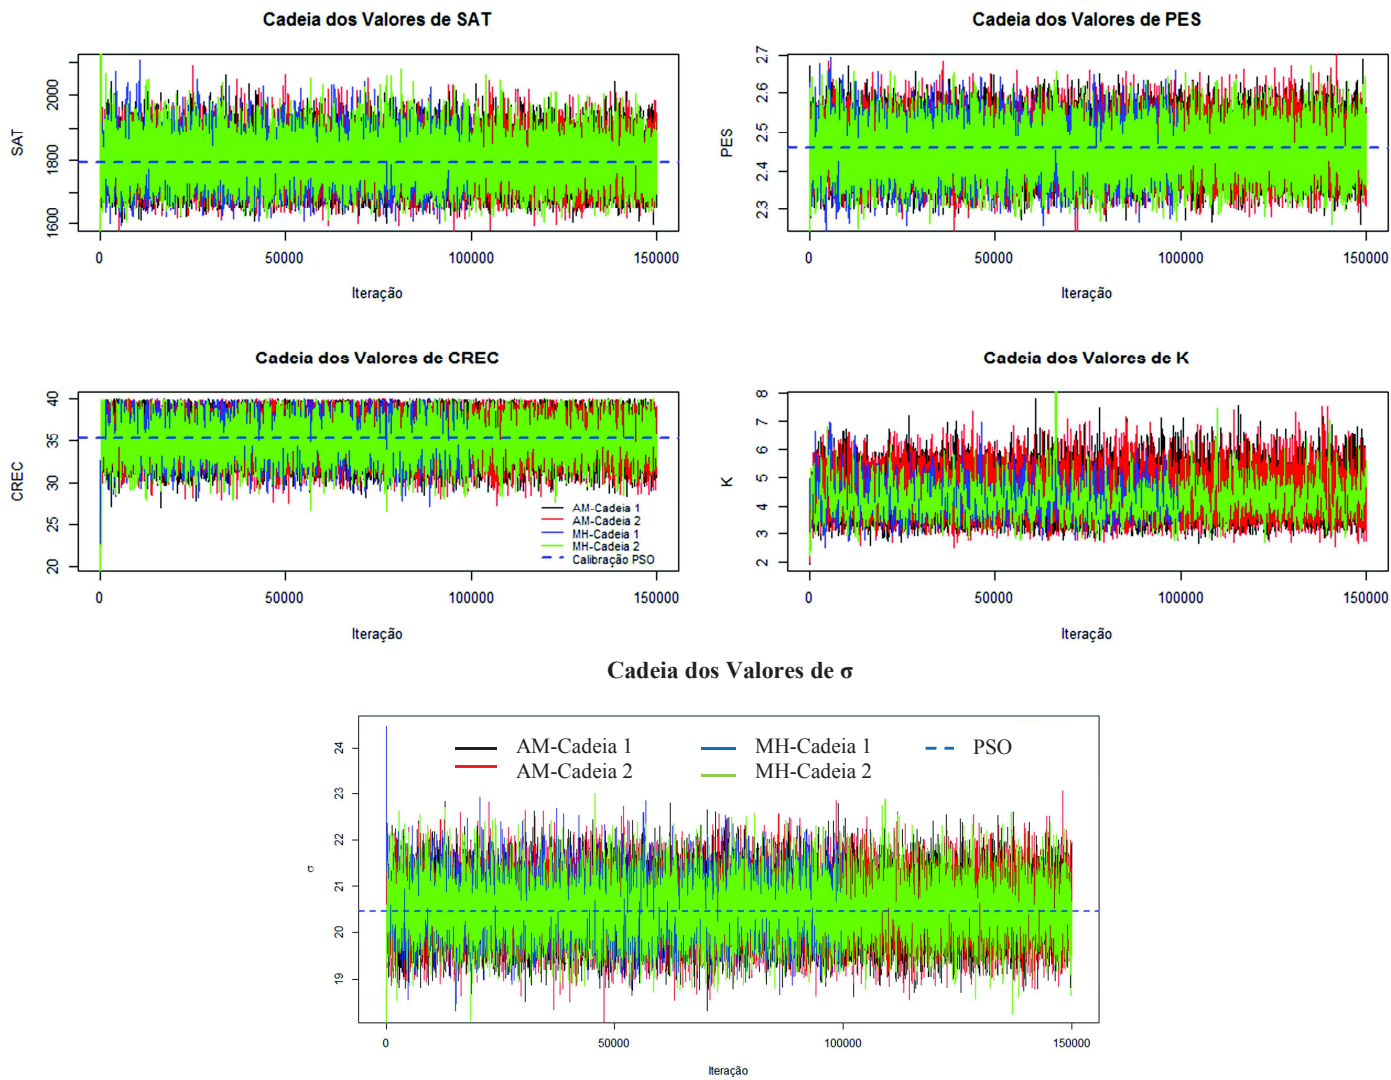 Cadeia dos Valores de SAT
SAT
2000
1800
1600
0 50000 100000 150000
Iteração
Cadeia dos Valores de PES
PES
2.7
2.6
2.5
2.4
2.3
0 50000 100000 150000
Iteração
Cadeia dos Valores de CREC
CREC
40
35
30
25
20
AM-Cadeia 1
AM-Cadeia 2
MH-Cadeia 1
MH-Cadeia 2
Calibração PSO
0 50000 100000 150000
Iteração
Cadeia dos Valores de K
K
8
7
6
5
4
3
2
0 50000 100000 150000
Iteração
Cadeia dos Valores de σ
σ
24
23
22
21
20
19
AM-Cadeia 1 MH-Cadeia 1 PSO
AM-Cadeia 2 MH-Cadeia 2
0 50000 100000 150000
Iteração